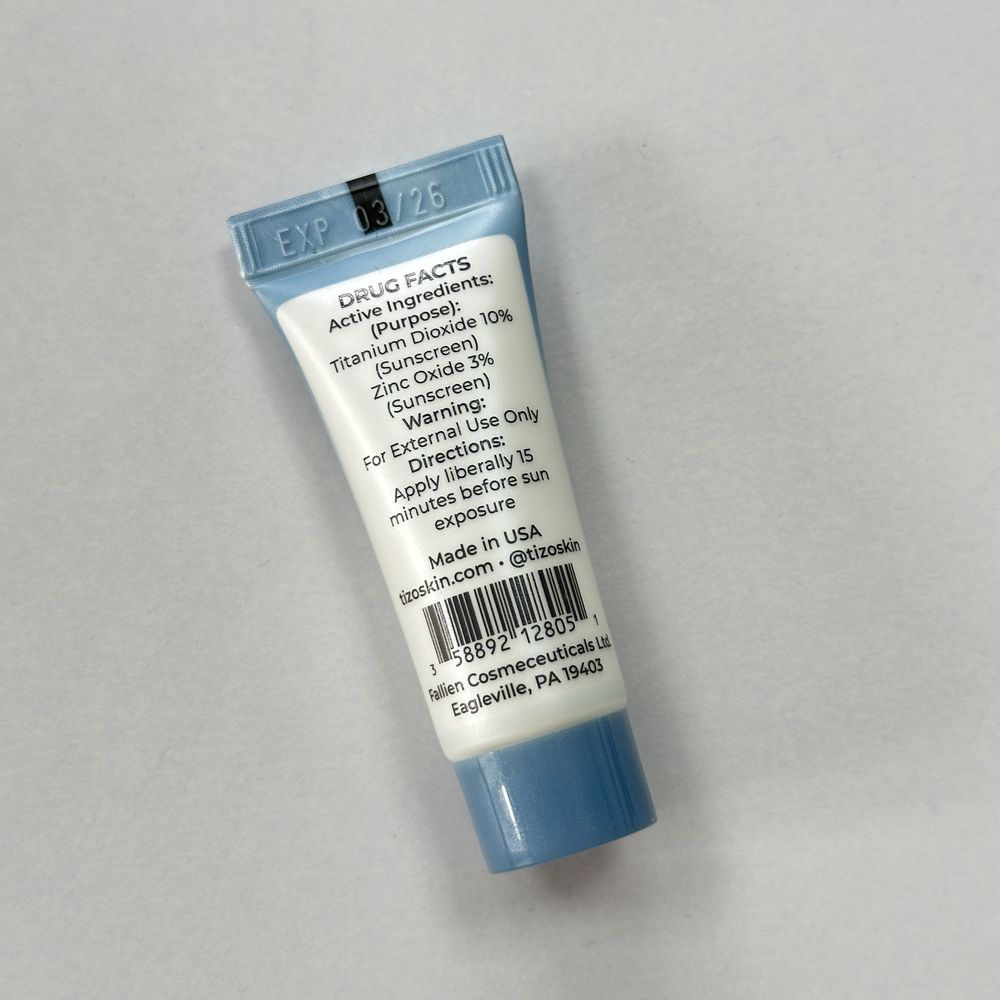 EXP 03/26
DRUG FACTS
Active Ingredients:
(Purpose):
Titanium Dioxide 10%
(Sunscreen)
Zinc Oxide 3%
(Sunscreen)
Warning:
For External Use Only
Directions:
Apply liberally 15
minutes before sun
exposure
Made in USA
tizoskin.com • @tizoskin
3 58892 12805 1
Fallien Cosmeceuticals Ltd.
Eagleville, PA 19403